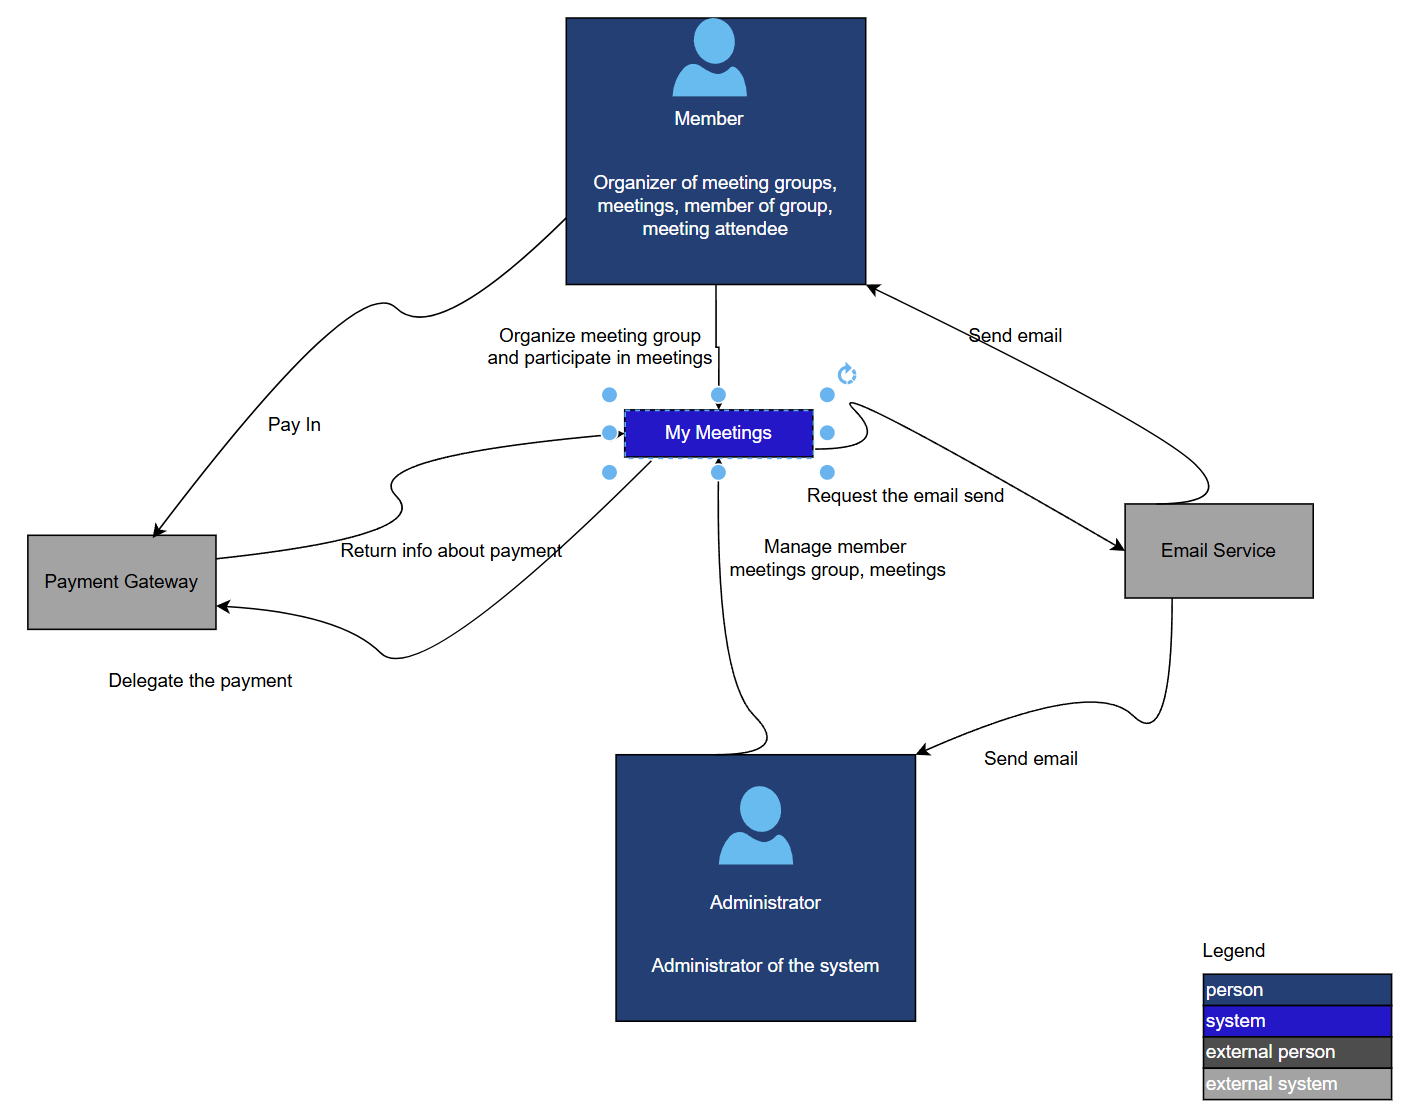 Member
Organizer of meeting groups,
meetings, member of group,
meeting attendee
Organize meeting group
and participate in meetings
Send email
Pay In
My Meetings
Request the email send
Return info about payment
Manage member
meetings group, meetings
Email Service
Payment Gateway
Delegate the payment
Send email
Administrator
Administrator of the system
Legend
person
system
external person
external system